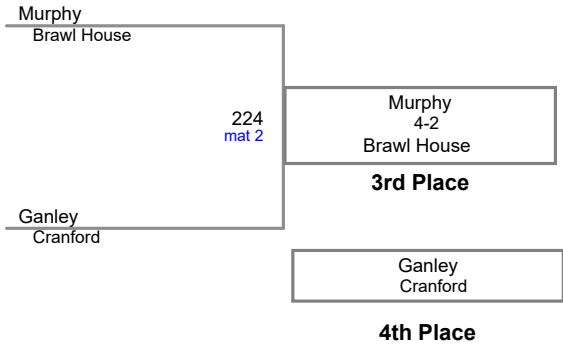 Murphy
Brawl House
224
mat 2
Murphy
4-2
Brawl House
3rd Place
Ganley
Cranford
Ganley
Cranford
4th Place